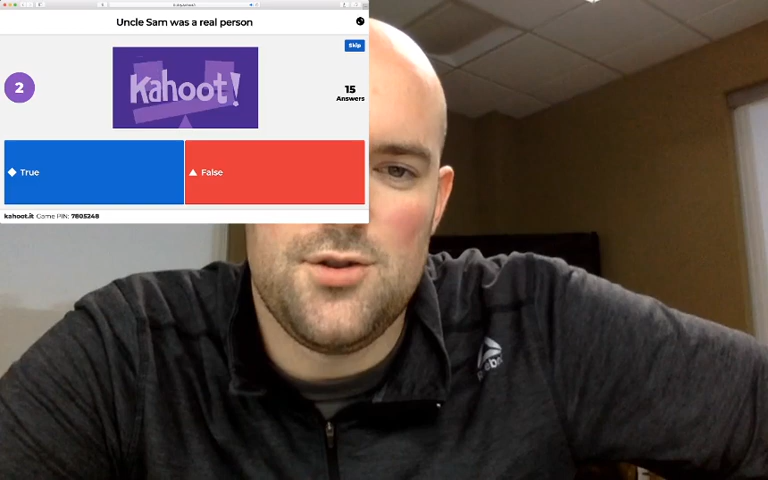 Uncle Sam was a real person
Skip
2
Kahoot!
15
Answers
True
False
kahoot.it Game PIN: 7805248